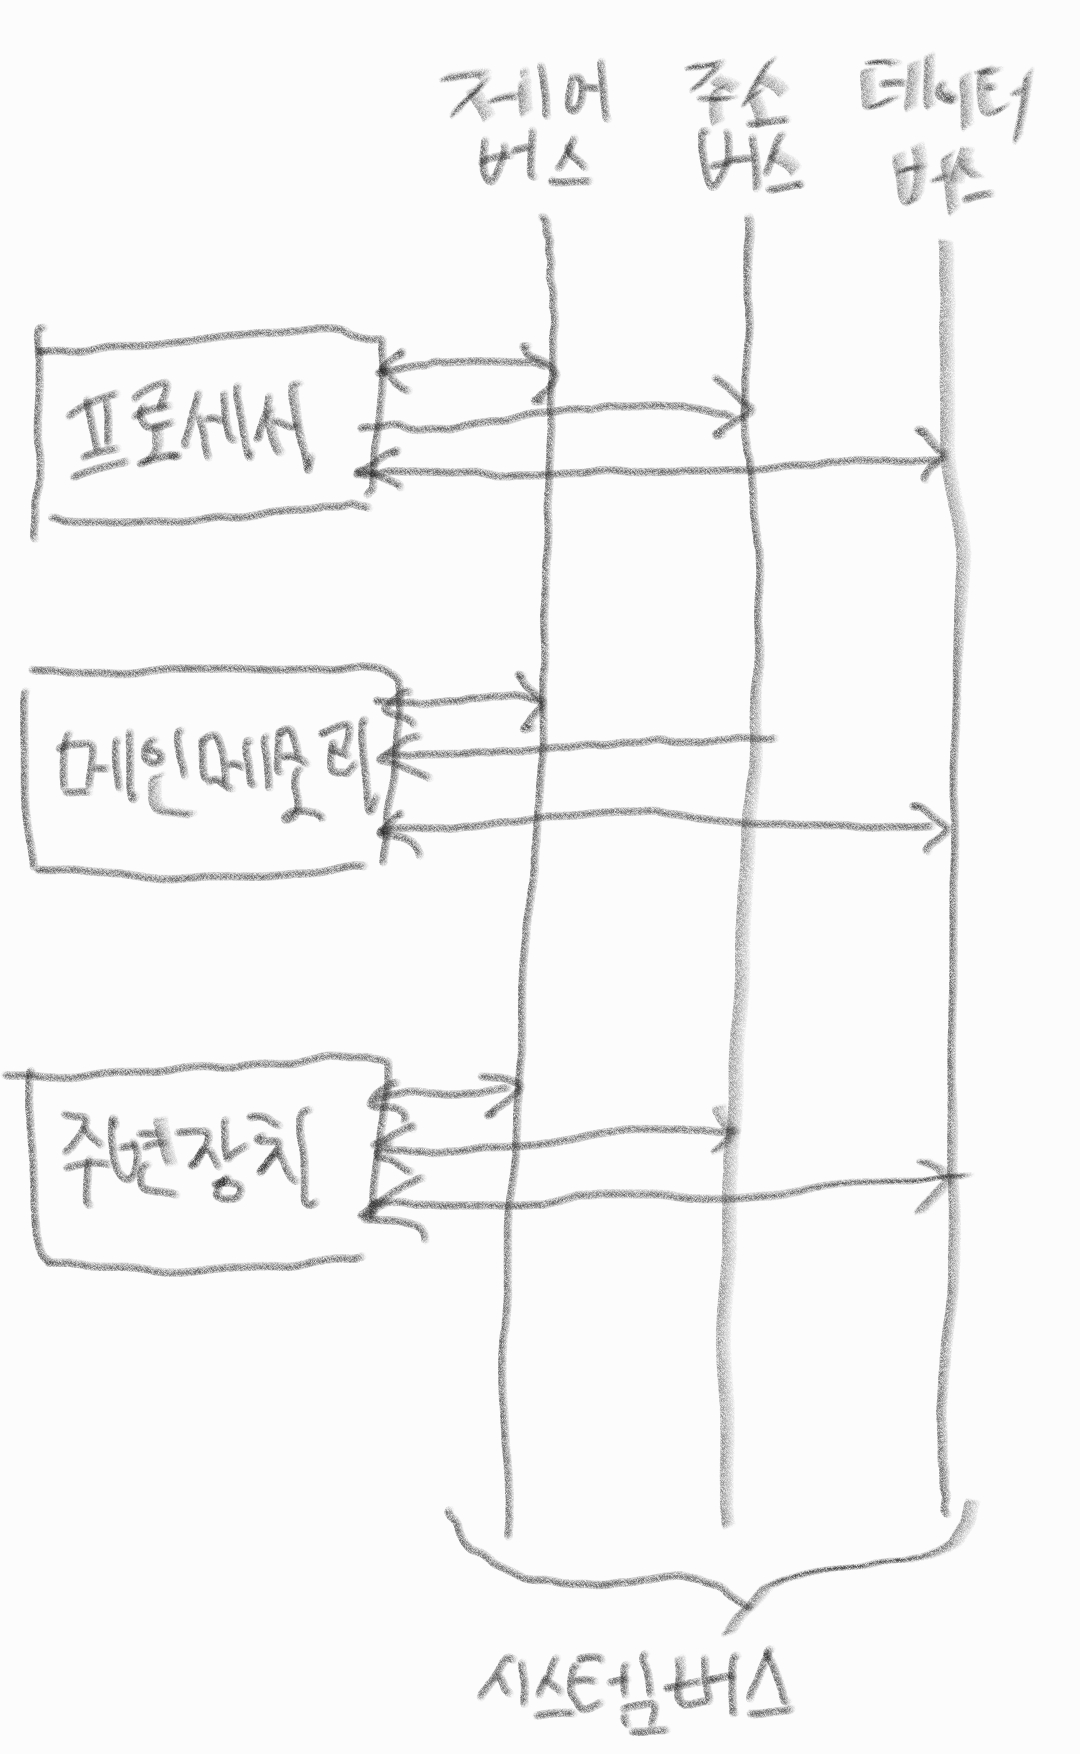 제어 주소 데이터
버스 버스 버스
프로세서
메인메모리
주변장치
시스템버스